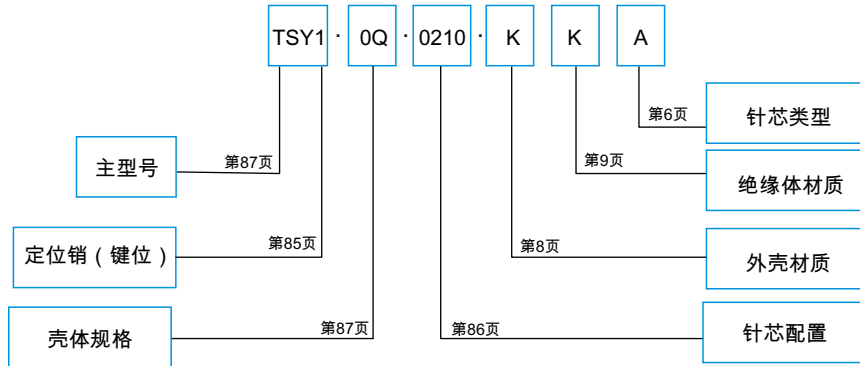 TSY1 · 0Q · 0210 · K K A
第6页 针芯类型
主型号 第87页 第9页 绝缘体材质
定位销（键位） 第85页 第8页 外壳材质
壳体规格 第87页 第86页 针芯配置